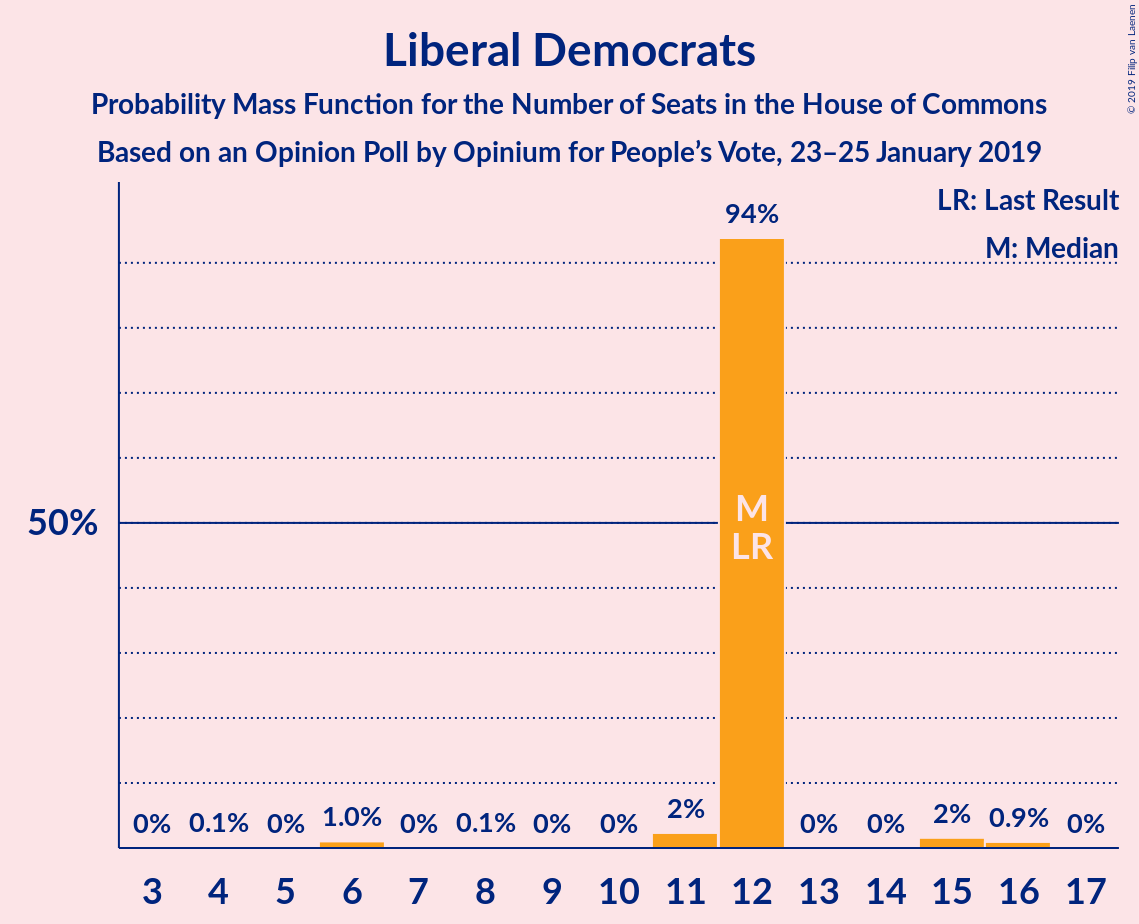 Liberal Democrats
Probability Mass Function for the Number of Seats in the House of Commons
Based on an Opinion Poll by Opinium for People’s Vote, 23–25 January 2019
© 2019 Filip van Laenen
LR: Last Result
M: Median
94%
50%
M
LR
0% 0.1% 0% 1.0% 0% 0.1% 0% 0% 2% 0% 0% 2% 0.9% 0%
3 4 5 6 7 8 9 10 11 12 13 14 15 16 17